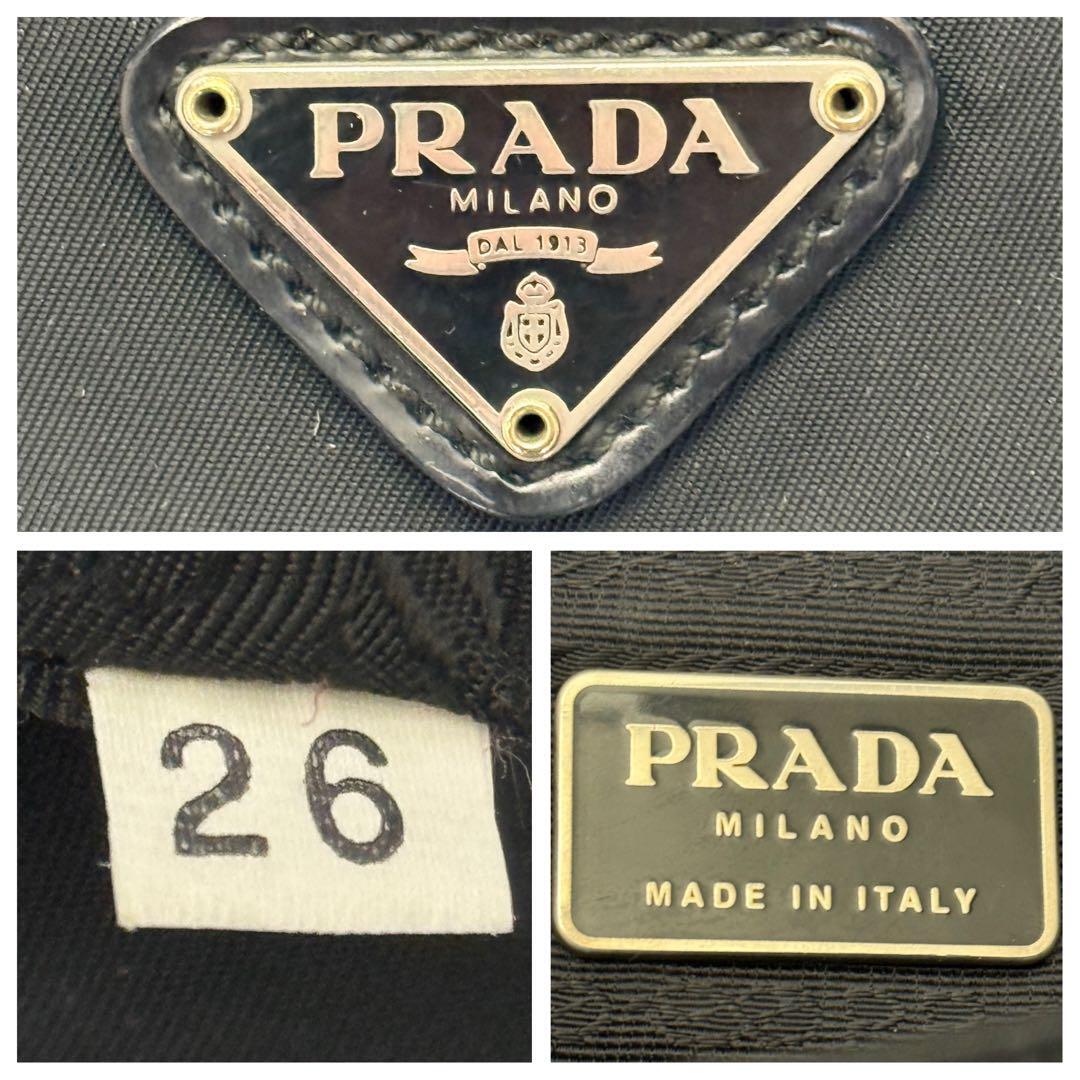 PRADA
MILANO
DAL 1913
26
PRADA
MILANO
MADE IN ITALY